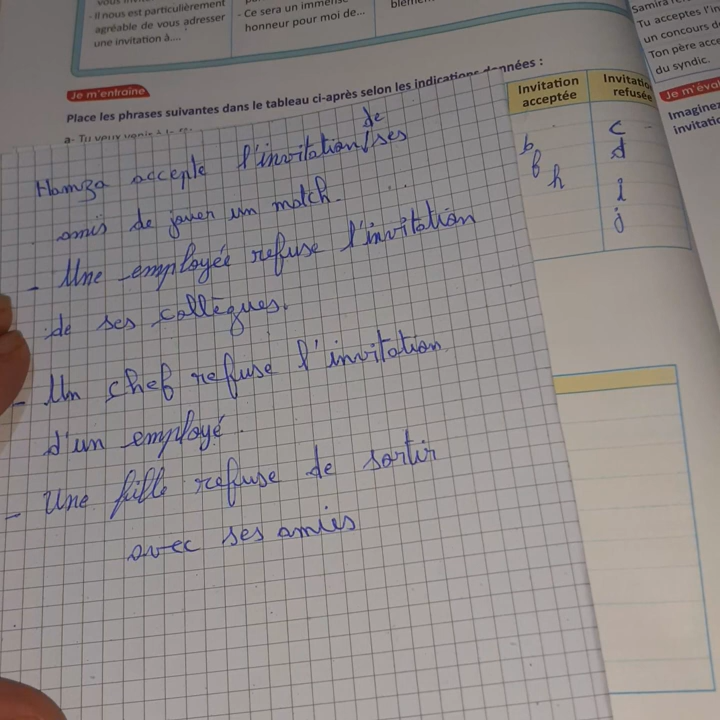 vous invit
- Il nous est particulièrement
agréable de vous adresser
une invitation à....
- Ce sera un immense
honneur pour moi de...
Je m'entraîne
Place les phrases suivantes dans le tableau ci-après selon les indications données :
Invitation
acceptée
Invitation
refusée
b
b
h
c
d
i
j
de
Hamza accepte l'invitation / ses
amis de jouer un match.
- Une employée refuse l'invitation
de ses collègues.
- Un chef refuse l'invitation
d'un employé.
- Une fille refuse de sortir
avec ses amies
Samira
Tu acceptes l'in
un concours d
Ton père acce
du syndic.
Je m'éval
Imaginez
invitatio